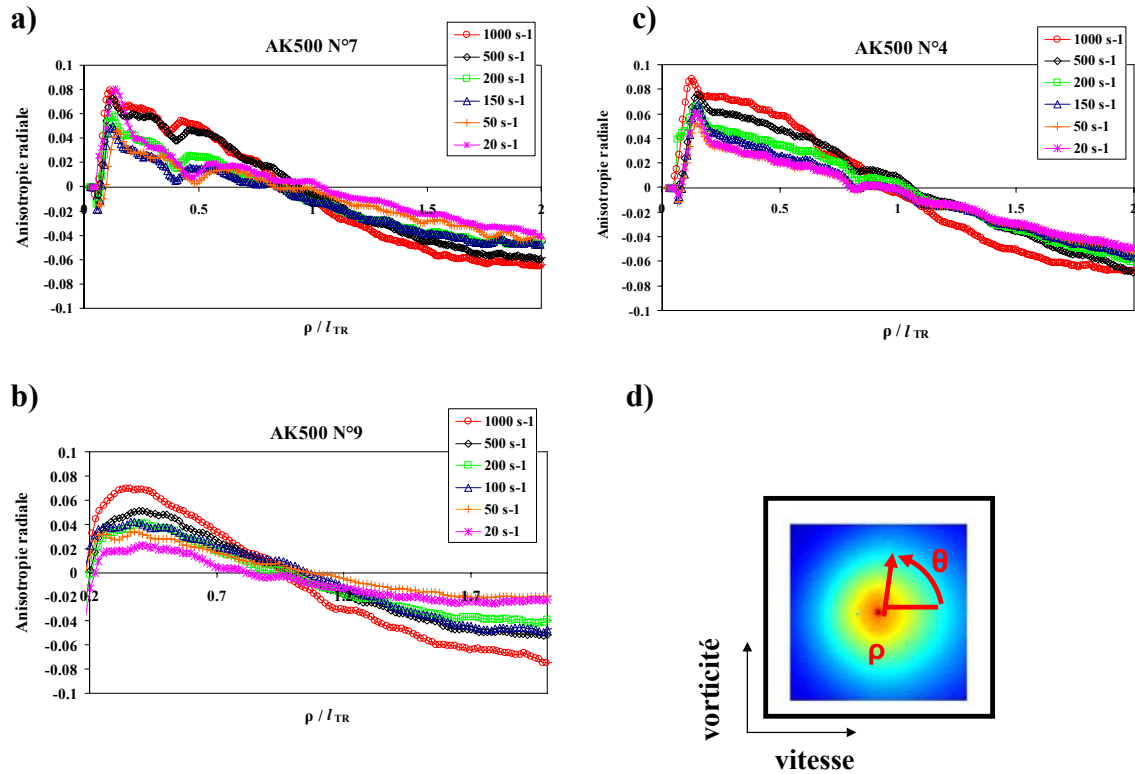 a)
AK500 N°7
1000 s-1
500 s-1
200 s-1
150 s-1
50 s-1
20 s-1
Anisotropie radiale
0.1
0.08
0.06
0.04
0.02
0
-0.02
-0.04
-0.06
-0.08
-0.1
0
0.5
1
1.5
2
ρ / lTR
c)
AK500 N°4
1000 s-1
500 s-1
200 s-1
150 s-1
50 s-1
20 s-1
Anisotropie radiale
0.1
0.08
0.06
0.04
0.02
0
-0.02
-0.04
-0.06
-0.08
-0.1
0
0.5
1
1.5
2
ρ / lTR
b)
AK500 N°9
1000 s-1
500 s-1
200 s-1
100 s-1
50 s-1
20 s-1
Anisotropie radiale
0.1
0.08
0.06
0.04
0.02
0
-0.02
-0.04
-0.06
-0.08
-0.1
0.2
0.7
1.2
1.7
ρ / lTR
d)
θ
ρ
vorticité
vitesse